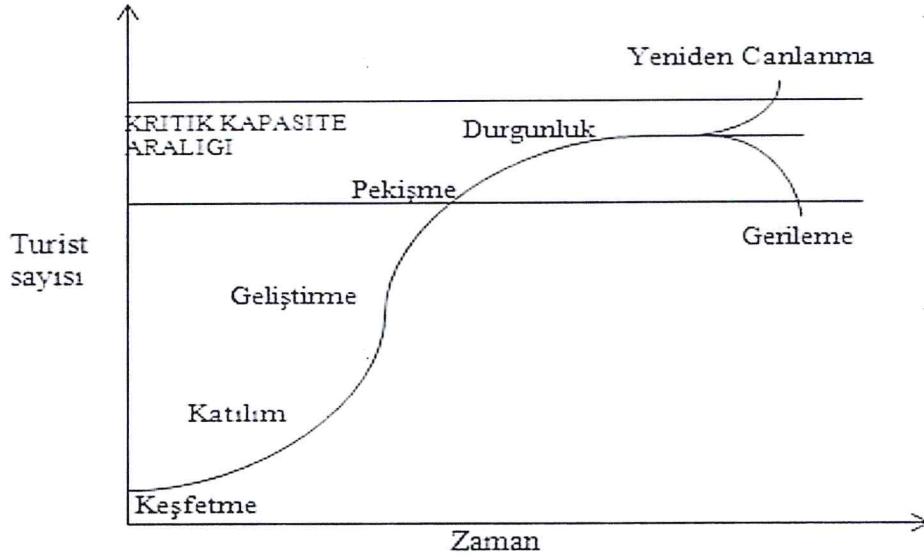 Yeniden Canlanma
KRITIK KAPASITE
ARALIGI
Durgunluk
Pekişme
Gerileme
Turist
sayısı
Geliştirme
Katılım
Keşfetme
Zaman